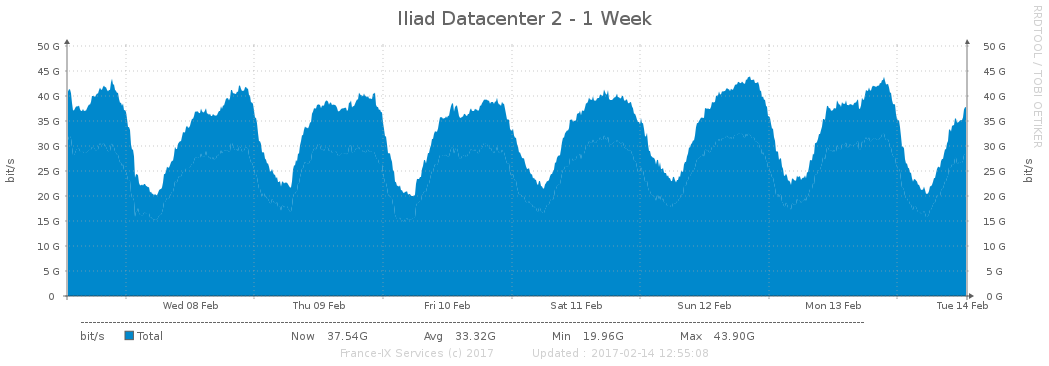 Iliad Datacenter 2 - 1 Week
RRDTOOL / TOBI OETIKER
bit/s
50 G 50 G
45 G 45 G
40 G 40 G
35 G 35 G
30 G 30 G
25 G 25 G
20 G 20 G
15 G 15 G
10 G 10 G
5 G 5 G
0 0 G
bit/s
Wed 08 Feb Thu 09 Feb Fri 10 Feb Sat 11 Feb Sun 12 Feb Mon 13 Feb Tue 14 Feb
bit/s Total Now 37.54G Avg 33.32G Min 19.96G Max 43.90G
France-IX Services (c) 2017 Updated : 2017-02-14 12:55:08